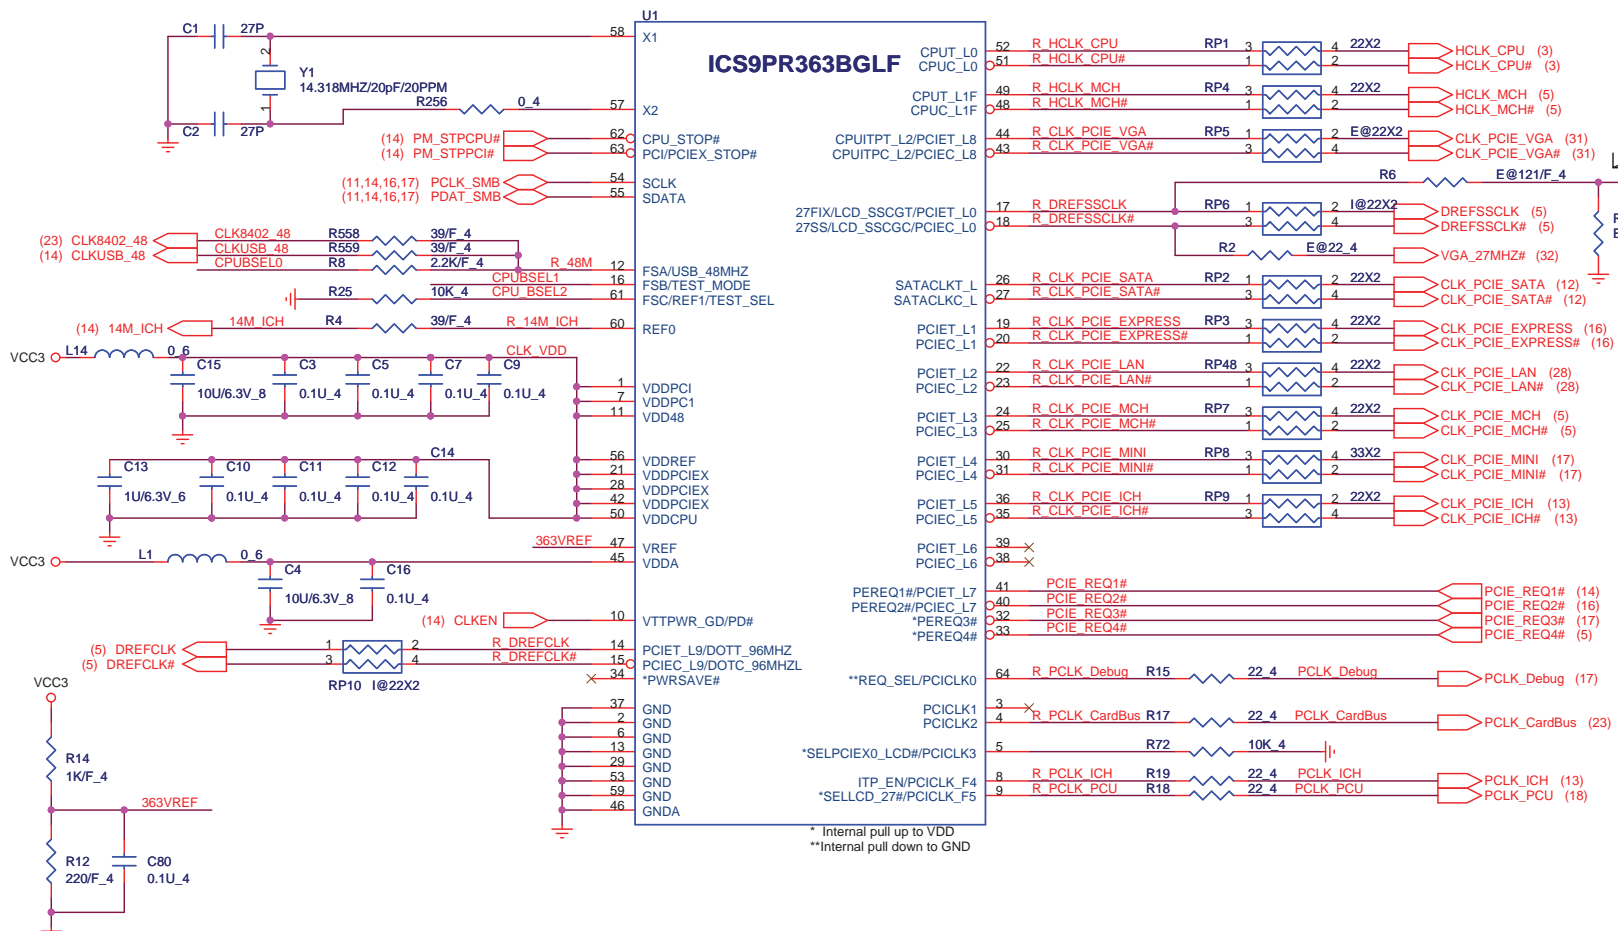 U1
ICS9PR363BGLF
C1 27P
2
Y1
14.318MHZ/20pF/20PPM
1
R256 0_4
C2 27P
58 X1
57 X2
(14) PM_STPCPU# 62 CPU_STOP#
(14) PM_STPPCI# 63 PCI/PCIEX_STOP#
(11,14,16,17) PCLK_SMB 54 SCLK
(11,14,16,17) PDAT_SMB 55 SDATA
(23) CLK8402_48 CLK8402_48 R558 39/F_4
(14) CLKUSB_48 CLKUSB_48 R559 39/F_4
CPUBSEL0 R8 2.2K/F_4 R_48M 12 FSA/USB_48MHZ
CPUBSEL1 16 FSB/TEST_MODE
R25 10K_4 CPU_BSEL2 61 FSC/REF1/TEST_SEL
(14) 14M_ICH 14M_ICH R4 39/F_4 R_14M_ICH 60 REF0
VCC3 L14 0_6 CLK_VDD
C15 C3 C5 C7 C9
10U/6.3V_8 0.1U_4 0.1U_4 0.1U_4 0.1U_4
1 VDDPCI
7 VDDPC1
11 VDD48
C13 C10 C11 C12 C14
1U/6.3V_6 0.1U_4 0.1U_4 0.1U_4 0.1U_4
56 VDDREF
21 VDDPCIEX
28 VDDPCIEX
42 VDDPCIEX
50 VDDCPU
363VREF 47 VREF
VCC3 L1 0_6 45 VDDA
C4 C16
10U/6.3V_8 0.1U_4
(14) CLKEN 10 VTTPWR_GD/PD#
(5) DREFCLK 1 2 R_DREFCLK 14 PCIET_L9/DOTT_96MHZ
(5) DREFCLK# 3 4 R_DREFCLK# 15 PCIEC_L9/DOTC_96MHZL
RP10 I@22X2
34 *PWRSAVE#
37 GND
2 GND
6 GND
13 GND
29 GND
53 GND
59 GND
46 GNDA
VCC3
R14
1K/F_4
363VREF
R12
220/F_4
C80
0.1U_4
CPUT_L0 52 R_HCLK_CPU RP1 3 4 22X2 HCLK_CPU (3)
CPUC_L0 51 R_HCLK_CPU# 1 2 HCLK_CPU# (3)
CPUT_L1F 49 R_HCLK_MCH RP4 3 4 22X2 HCLK_MCH (5)
CPUC_L1F 48 R_HCLK_MCH# 1 2 HCLK_MCH# (5)
CPUITPT_L2/PCIET_L8 44 R_CLK_PCIE_VGA RP5 1 2 E@22X2 CLK_PCIE_VGA (31)
CPUITPC_L2/PCIEC_L8 43 R_CLK_PCIE_VGA# 3 4 CLK_PCIE_VGA# (31)
R6 E@121/F_4
27FIX/LCD_SSCGT/PCIET_L0 17 R_DREFSSCLK RP6 1 2 I@22X2 DREFSSCLK (5)
27SS/LCD_SSCGC/PCIEC_L0 18 R_DREFSSCLK# 3 4 DREFSSCLK# (5)
R2 E@22_4 VGA_27MHZ# (32)
SATACLKT_L 26 R_CLK_PCIE_SATA RP2 1 2 22X2 CLK_PCIE_SATA (12)
SATACLKC_L 27 R_CLK_PCIE_SATA# 3 4 CLK_PCIE_SATA# (12)
PCIET_L1 19 R_CLK_PCIE_EXPRESS RP3 3 4 22X2 CLK_PCIE_EXPRESS (16)
PCIEC_L1 20 R_CLK_PCIE_EXPRESS# 1 2 CLK_PCIE_EXPRESS# (16)
PCIET_L2 22 R_CLK_PCIE_LAN RP48 3 4 22X2 CLK_PCIE_LAN (28)
PCIEC_L2 23 R_CLK_PCIE_LAN# 1 2 CLK_PCIE_LAN# (28)
PCIET_L3 24 R_CLK_PCIE_MCH RP7 3 4 22X2 CLK_PCIE_MCH (5)
PCIEC_L3 25 R_CLK_PCIE_MCH# 1 2 CLK_PCIE_MCH# (5)
PCIET_L4 30 R_CLK_PCIE_MINI RP8 3 4 33X2 CLK_PCIE_MINI (17)
PCIEC_L4 31 R_CLK_PCIE_MINI# 1 2 CLK_PCIE_MINI# (17)
PCIET_L5 36 R_CLK_PCIE_ICH RP9 1 2 22X2 CLK_PCIE_ICH (13)
PCIEC_L5 35 R_CLK_PCIE_ICH# 3 4 CLK_PCIE_ICH# (13)
PCIET_L6 39
PCIEC_L6 38
PEREQ1#/PCIET_L7 41 PCIE_REQ1# PCIE_REQ1# (14)
PEREQ2#/PCIEC_L7 40 PCIE_REQ2# PCIE_REQ2# (16)
*PEREQ3# 32 PCIE_REQ3# PCIE_REQ3# (17)
*PEREQ4# 33 PCIE_REQ4# PCIE_REQ4# (5)
**REQ_SEL/PCICLK0 64 R_PCLK_Debug R15 22_4 PCLK_Debug PCLK_Debug (17)
PCICLK1 3
PCICLK2 4 R_PCLK_CardBus R17 22_4 PCLK_CardBus PCLK_CardBus (23)
*SELPCIEX0_LCD#/PCICLK3 5 R72 10K_4
ITP_EN/PCICLK_F4 8 R_PCLK_ICH R19 22_4 PCLK_ICH PCLK_ICH (13)
*SELLCD_27#/PCICLK_F5 9 R_PCLK_PCU R18 22_4 PCLK_PCU PCLK_PCU (18)
* Internal pull up to VDD
**Internal pull down to GND